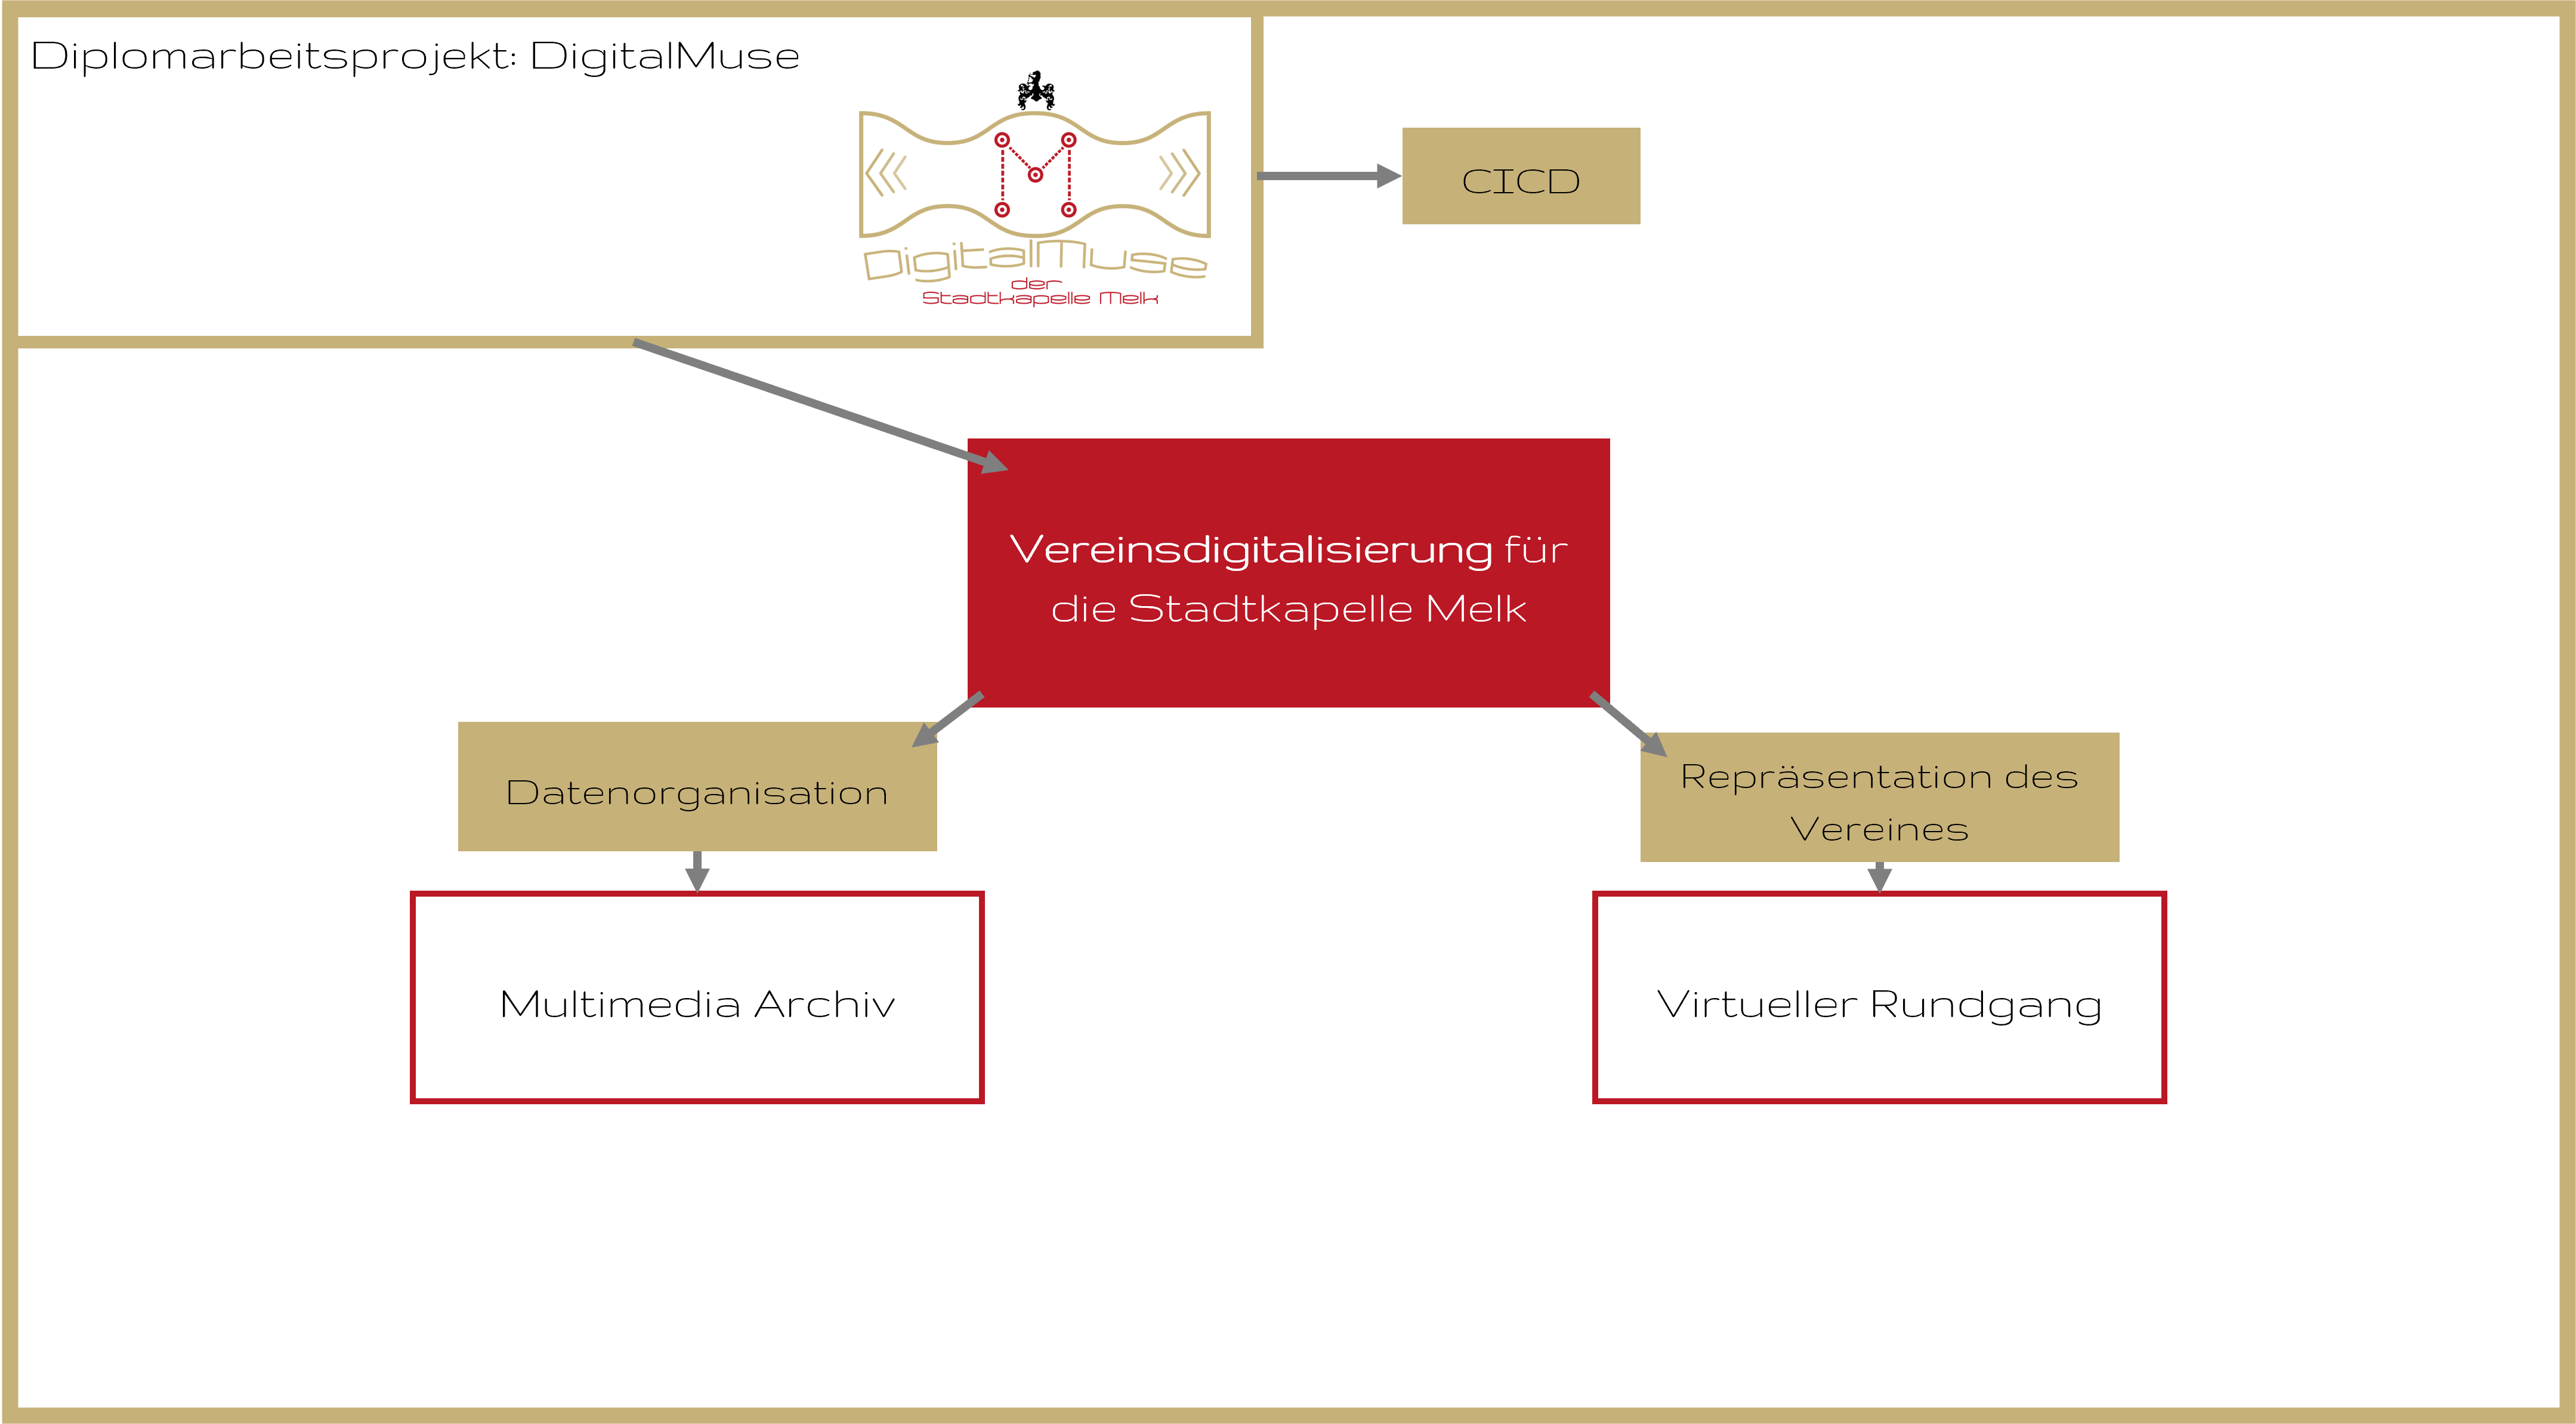 Diplomarbeitsprojekt: DigitalMuse
DigitalMuse
der
Stadtkapelle Melk
CICD
Vereinsdigitalisierung für
die Stadtkapelle Melk
Datenorganisation
Repräsentation des
Vereines
Multimedia Archiv
Virtueller Rundgang